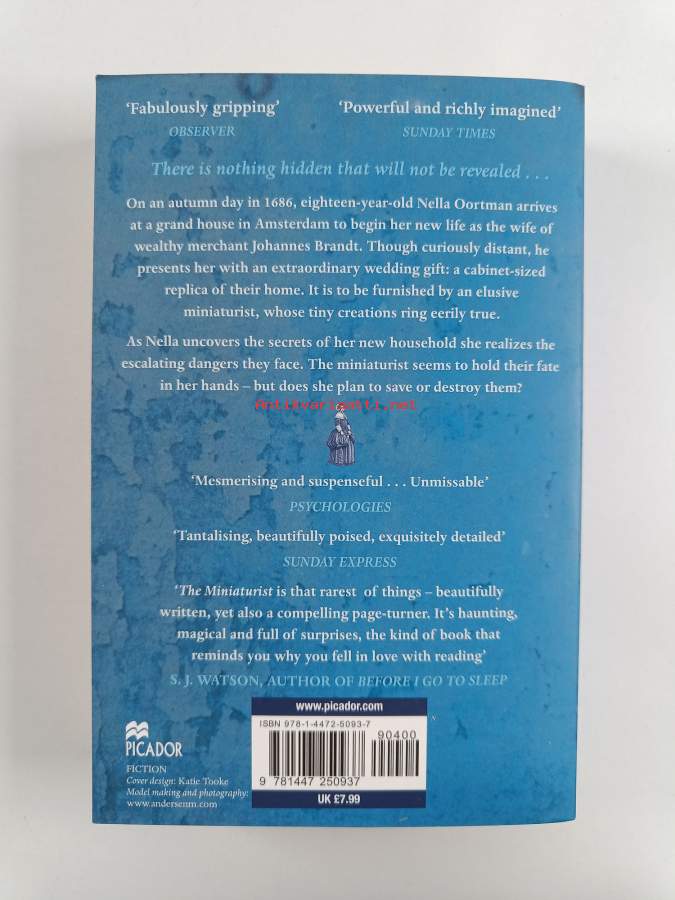 ‘Fabulously gripping’
OBSERVER
‘Powerful and richly imagined’
SUNDAY TIMES
There is nothing hidden that will not be revealed . . .
On an autumn day in 1686, eighteen-year-old Nella Oortman arrives
at a grand house in Amsterdam to begin her new life as the wife of
wealthy merchant Johannes Brandt. Though curiously distant, he
presents her with an extraordinary wedding gift: a cabinet-sized
replica of their home. It is to be furnished by an elusive
miniaturist, whose tiny creations ring eerily true.
As Nella uncovers the secrets of her new household she realizes the
escalating dangers they face. The miniaturist seems to hold their fate
in her hands – but does she plan to save or destroy them?
Antikvariaatti.net
‘Mesmerising and suspenseful . . . Unmissable’
PSYCHOLOGIES
‘Tantalising, beautifully poised, exquisitely detailed’
SUNDAY EXPRESS
‘The Miniaturist is that rarest of things – beautifully
written, yet also a compelling page-turner. It’s haunting,
magical and full of surprises, the kind of book that
reminds you why you fell in love with reading’
S. J. WATSON, AUTHOR OF BEFORE I GO TO SLEEP
www.picador.com
ISBN 978-1-4472-5093-7
90400
9 781447 250937
UK £7.99
PICADOR
FICTION
Cover design: Katie Tooke
Model making and photography:
www.andersenm.com